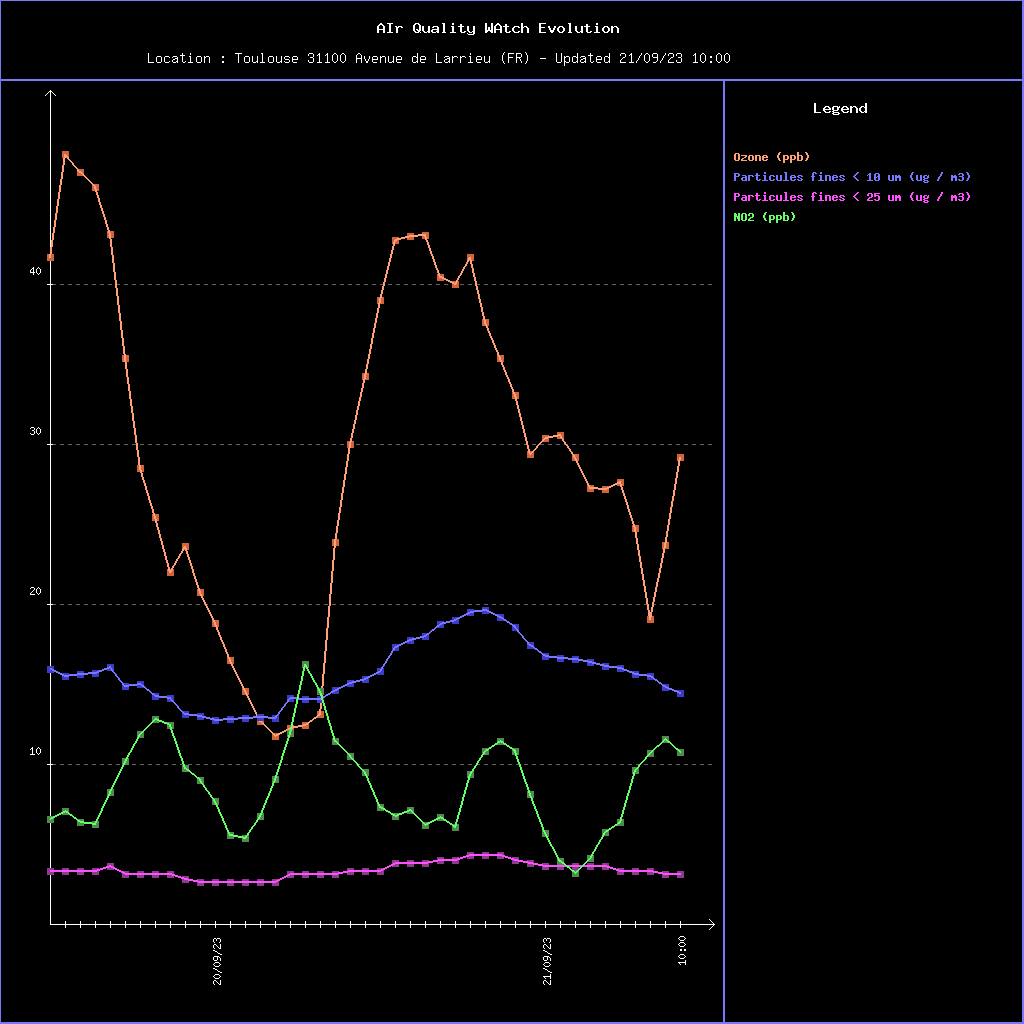 AIr Quality WAtch Evolution
Location : Toulouse 31100 Avenue de Larrieu (FR) - Updated 21/09/23 10:00
Legend
Ozone (ppb)
Particules fines < 10 um (ug / m3)
Particules fines < 25 um (ug / m3)
NO2 (ppb)
40
30
20
10
20/09/23
21/09/23
10:00